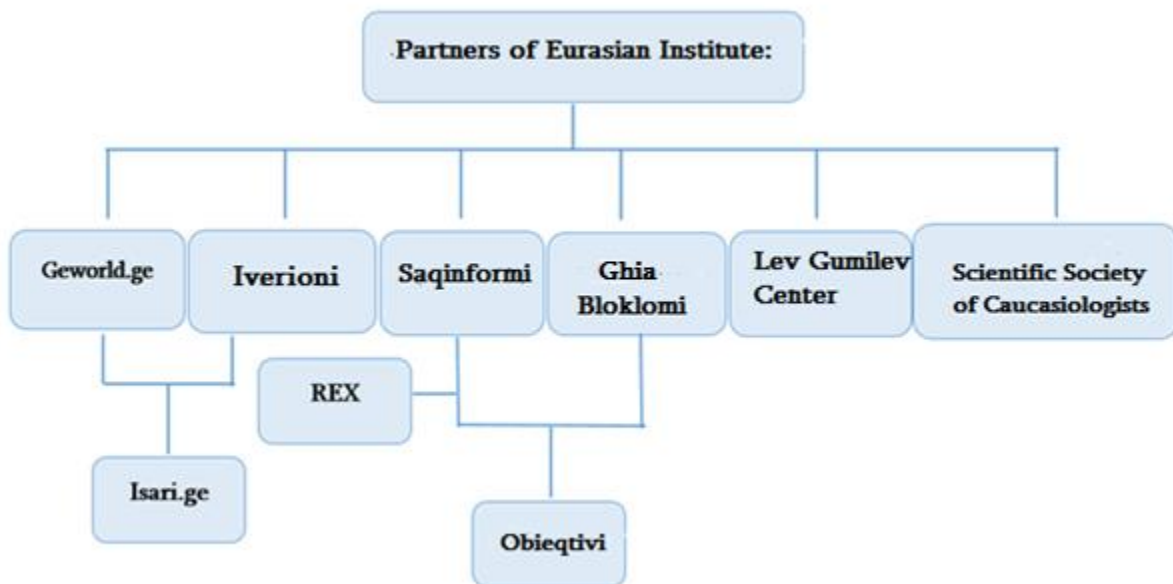 Partners of Eurasian Institute:
Geworld.ge
Iverioni
Saqinformi
Ghia
Bloklomi
Lev Gumilev
Center
Scientific Society
of Caucasiologists
REX
Isari.ge
Obieqtivi